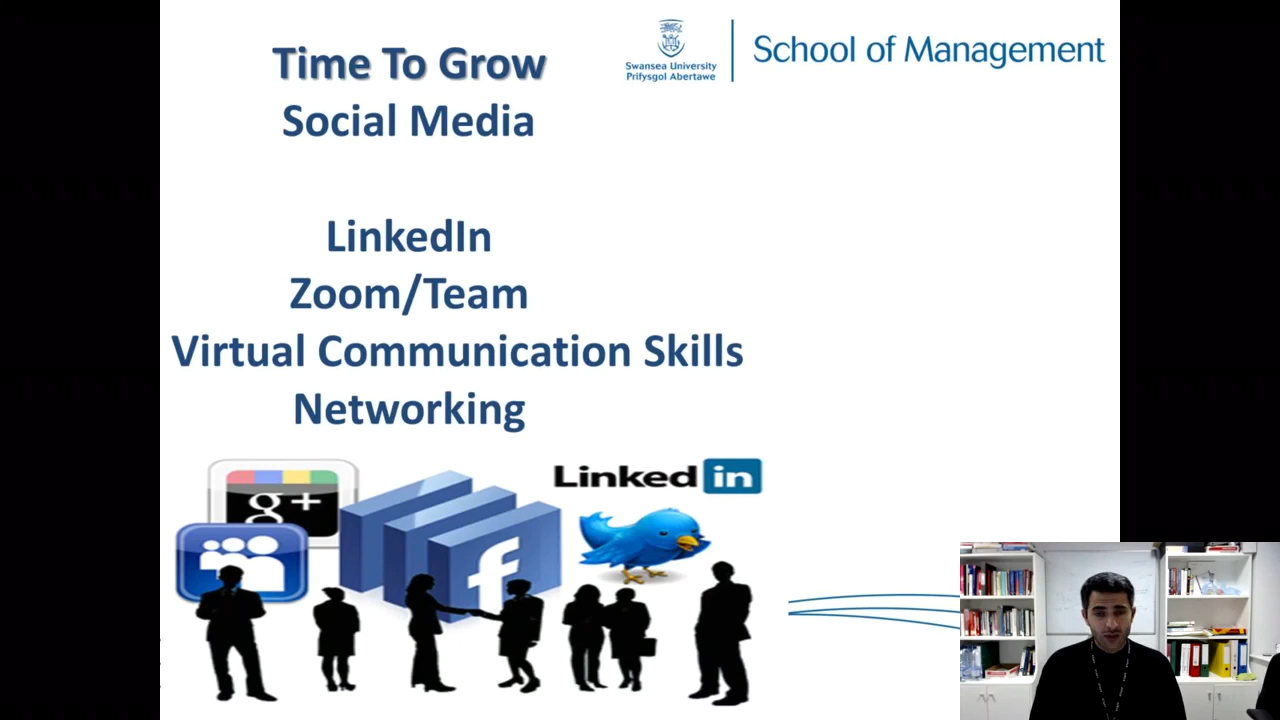 Time To Grow
Social Media
Swansea University
Prifysgol Abertawe
School of Management
LinkedIn
Zoom/Team
Virtual Communication Skills
Networking
g+
Linked in
f